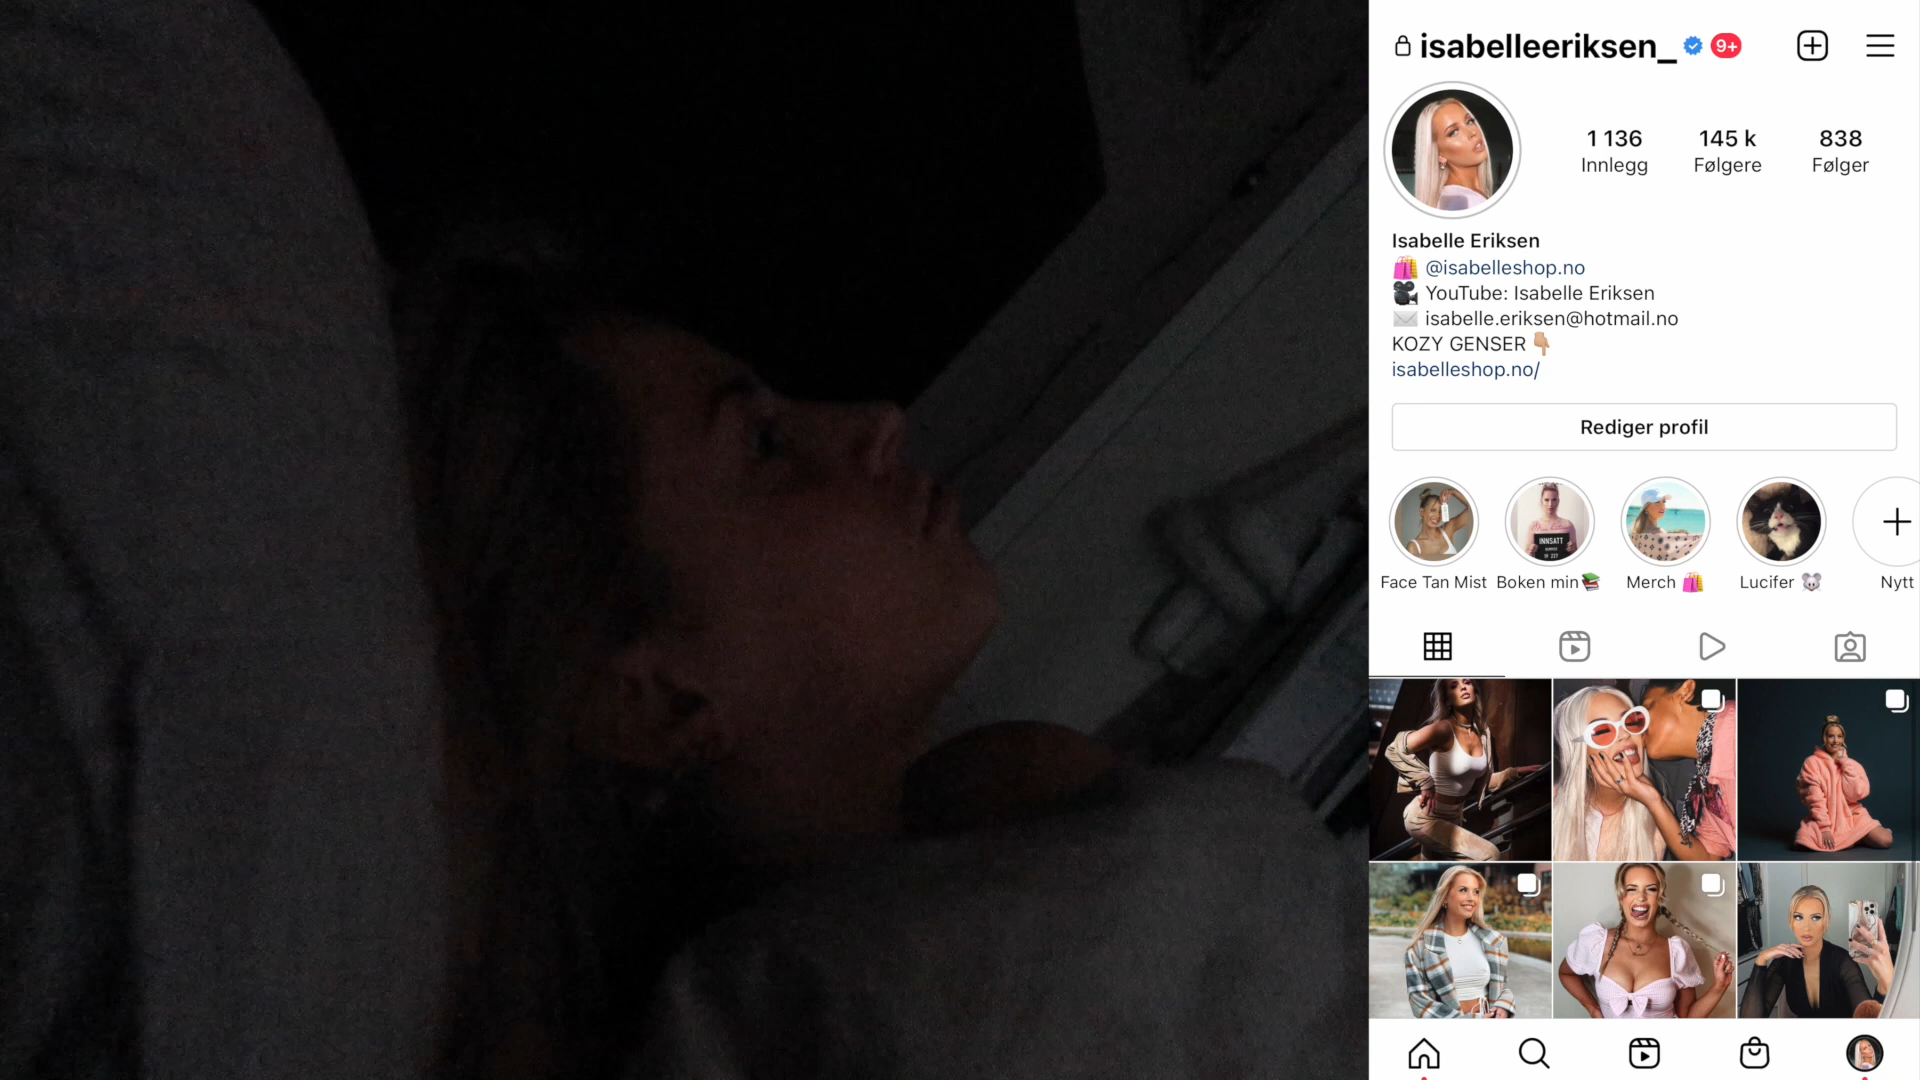 isabelleeriksen_
9+
1 136
Innlegg
145 k
Følgere
838
Følger
Isabelle Eriksen
@isabelleshop.no
YouTube: Isabelle Eriksen
isabelle.eriksen@hotmail.no
KOZY GENSER
isabelleshop.no/
Rediger profil
INNSATT
Face Tan Mist
Boken min
Merch
Lucifer
Nytt